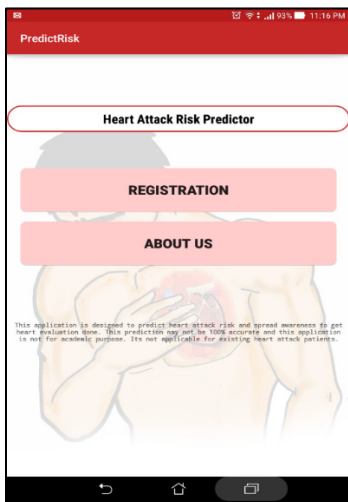 93% 11:16 PM
PredictRisk
Heart Attack Risk Predictor
REGISTRATION
ABOUT US
This application is designed to predict heart attack risk and spread awareness to get
heart evaluation done. This prediction may not be 100% accurate and this application
is not for academic purpose. Its not applicable for existing heart attack patients.